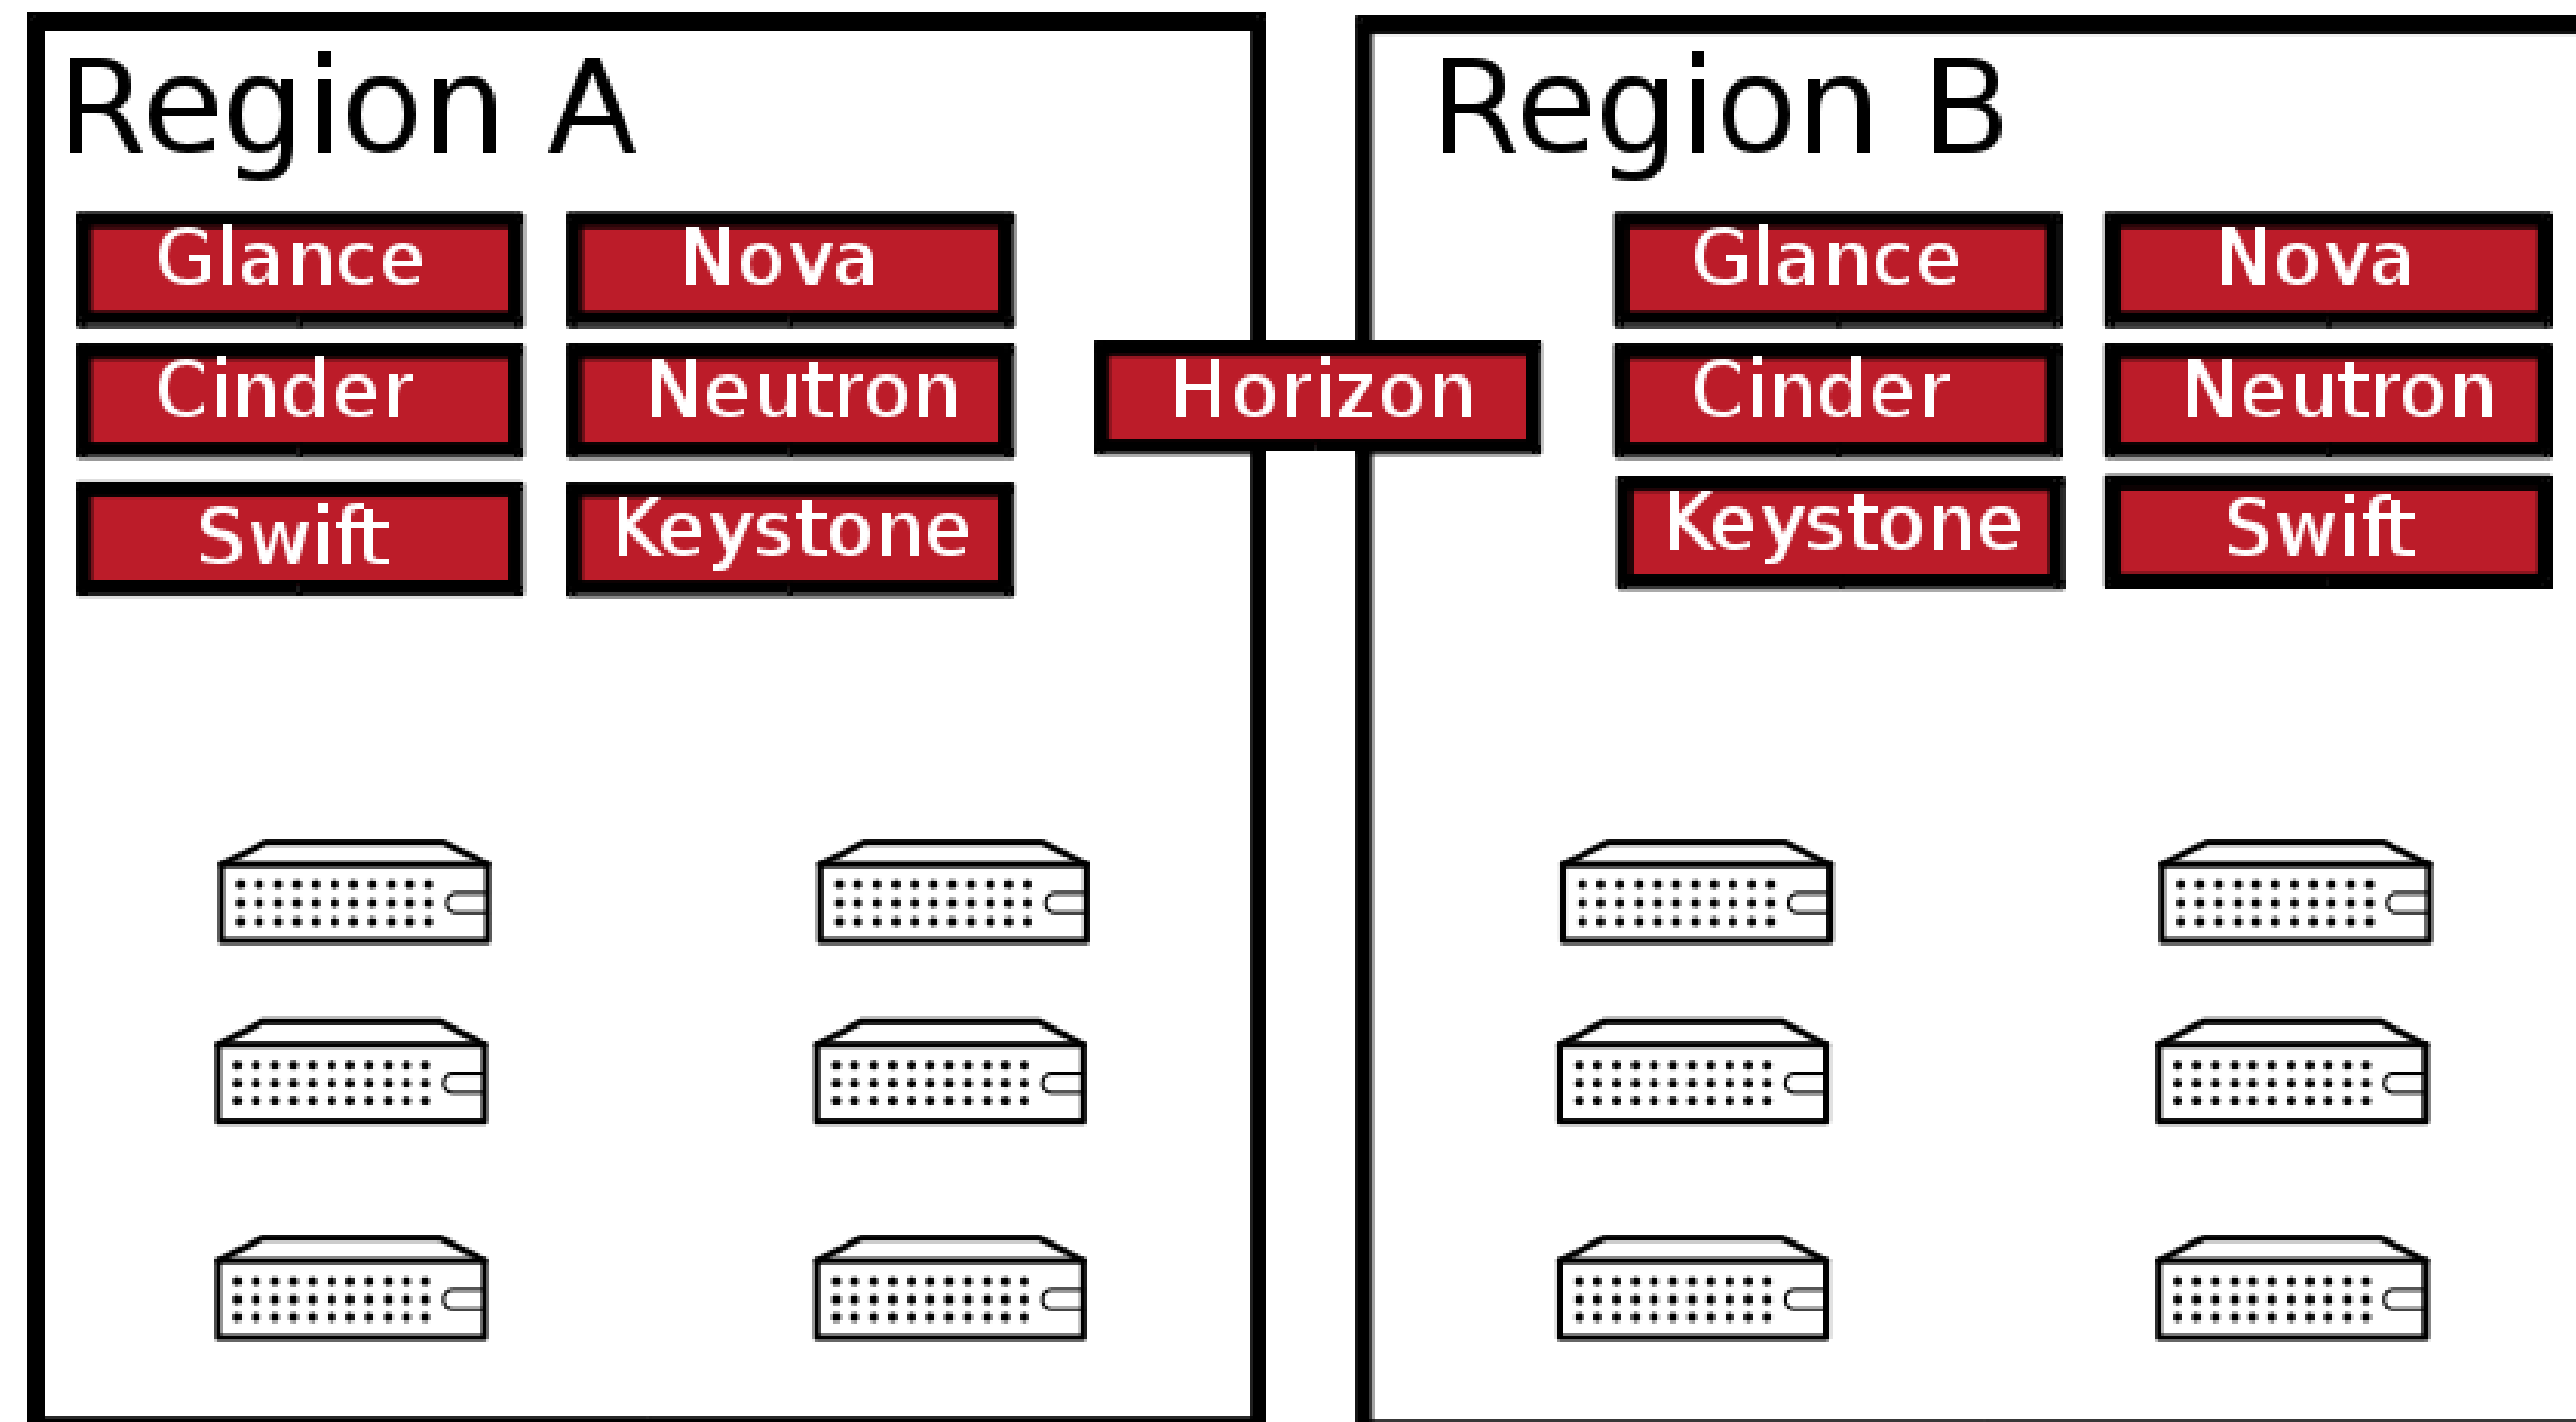 Region A
Glance
Nova
Cinder
Neutron
Swift
Keystone
Horizon
Region B
Glance
Nova
Cinder
Neutron
Keystone
Swift